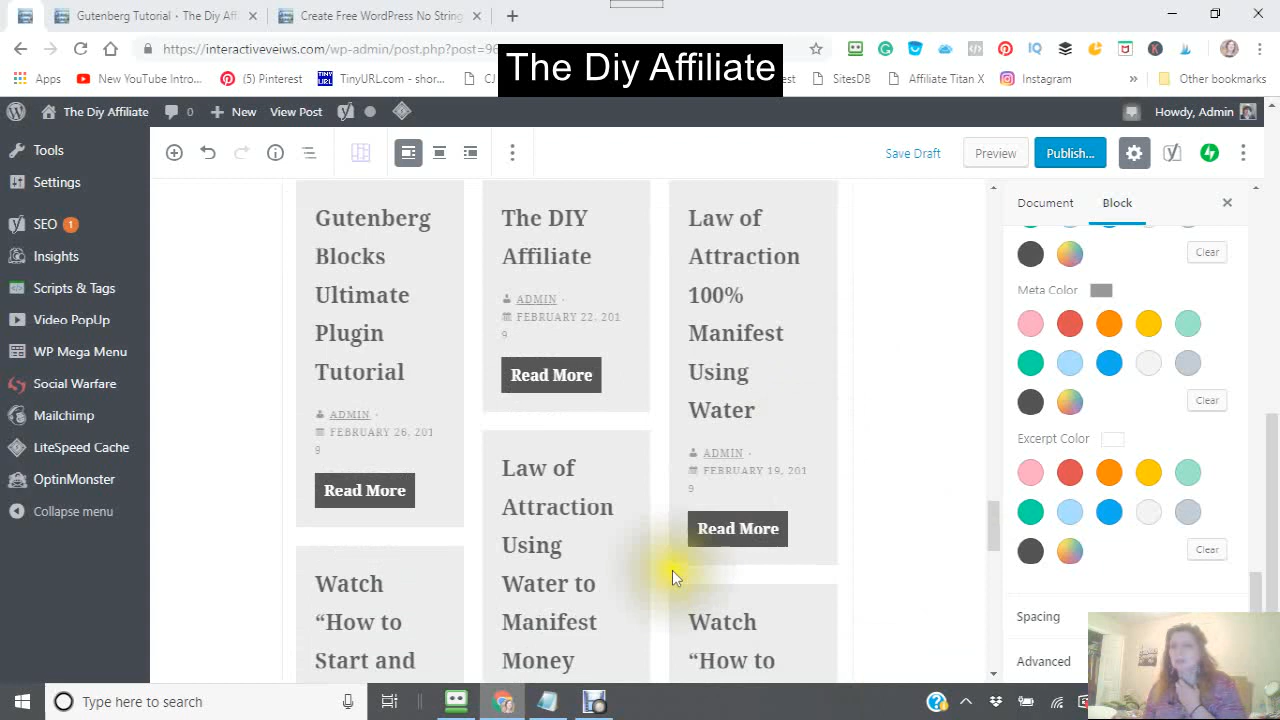 Gutenberg Tutorial - The Diy Affil
Create Free WordPress No String
https://interactiveveiws.com/wp-admin/post.php?post=96
The Diy Affiliate
Apps
New YouTube Introd...
(5) Pinterest
TinyURL.com - shor...
CJ
SitesDB
Affiliate Titan X
Instagram
»
Other bookmarks
The DIY Affiliate
0
New
View Post
Howdy, Admin
Save Draft
Preview
Publish...
Tools
Settings
SEO 1
Insights
Scripts & Tags
Video PopUp
WP Mega Menu
Social Warfare
Mailchimp
LiteSpeed Cache
OptinMonster
Collapse menu
Gutenberg
Blocks
Ultimate
Plugin
Tutorial
ADMIN ·
FEBRUARY 26, 201
9
Read More
Watch
“How to
Start and
The DIY
Affiliate
ADMIN ·
FEBRUARY 22, 201
9
Read More
Law of
Attraction
Using
Water to
Manifest
Money
Law of
Attraction
100%
Manifest
Using
Water
ADMIN ·
FEBRUARY 19, 201
9
Read More
Watch
“How to
Document
Block
Clear
Meta Color
Clear
Excerpt Color
Clear
Spacing
Advanced
Type here to search